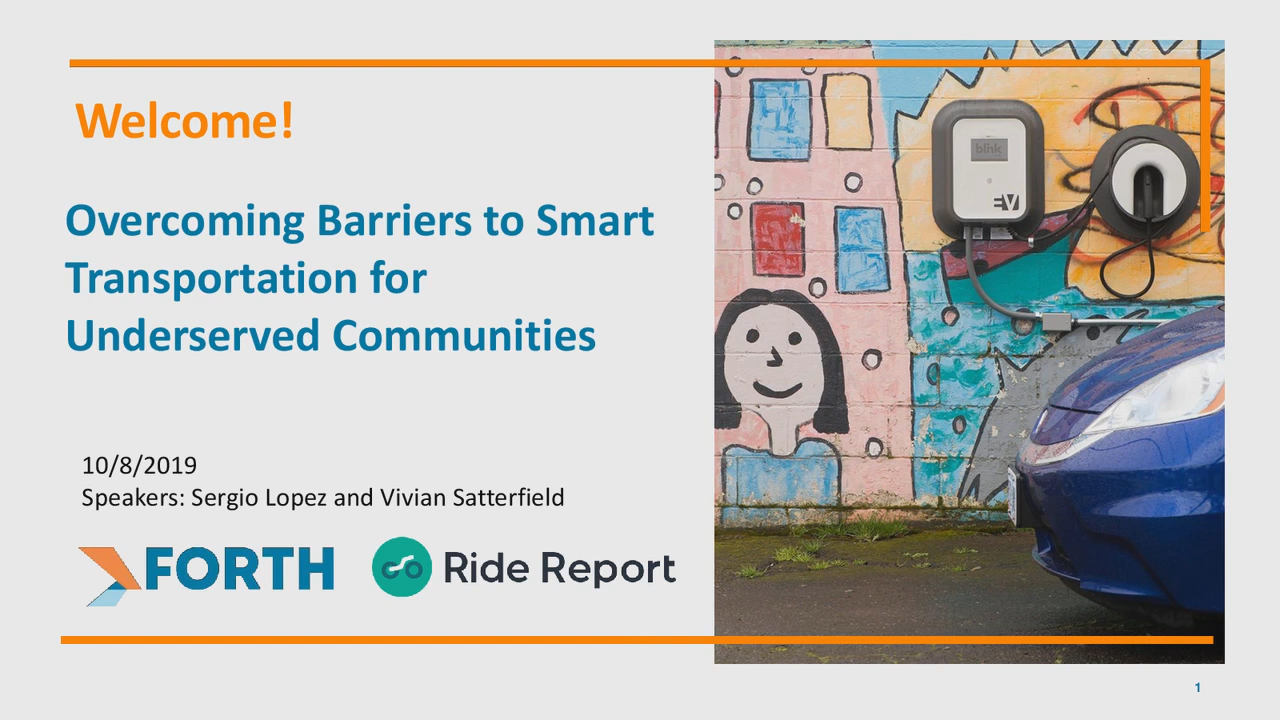 Welcome!
Overcoming Barriers to Smart
Transportation for
Underserved Communities
10/8/2019
Speakers: Sergio Lopez and Vivian Satterfield
FORTH
Ride Report
blink
EV
1